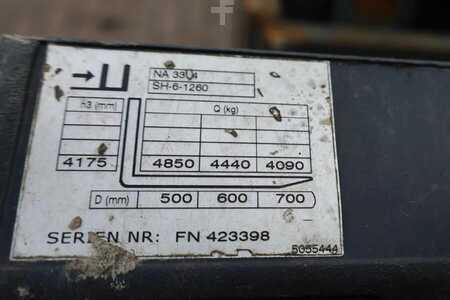 NA 3304
SH-6-1260
h3 (mm) Q (kg)
4175 4850 4440 4090
D (mm) 500 600 700
SERIEN NR: FN 423398
5055444